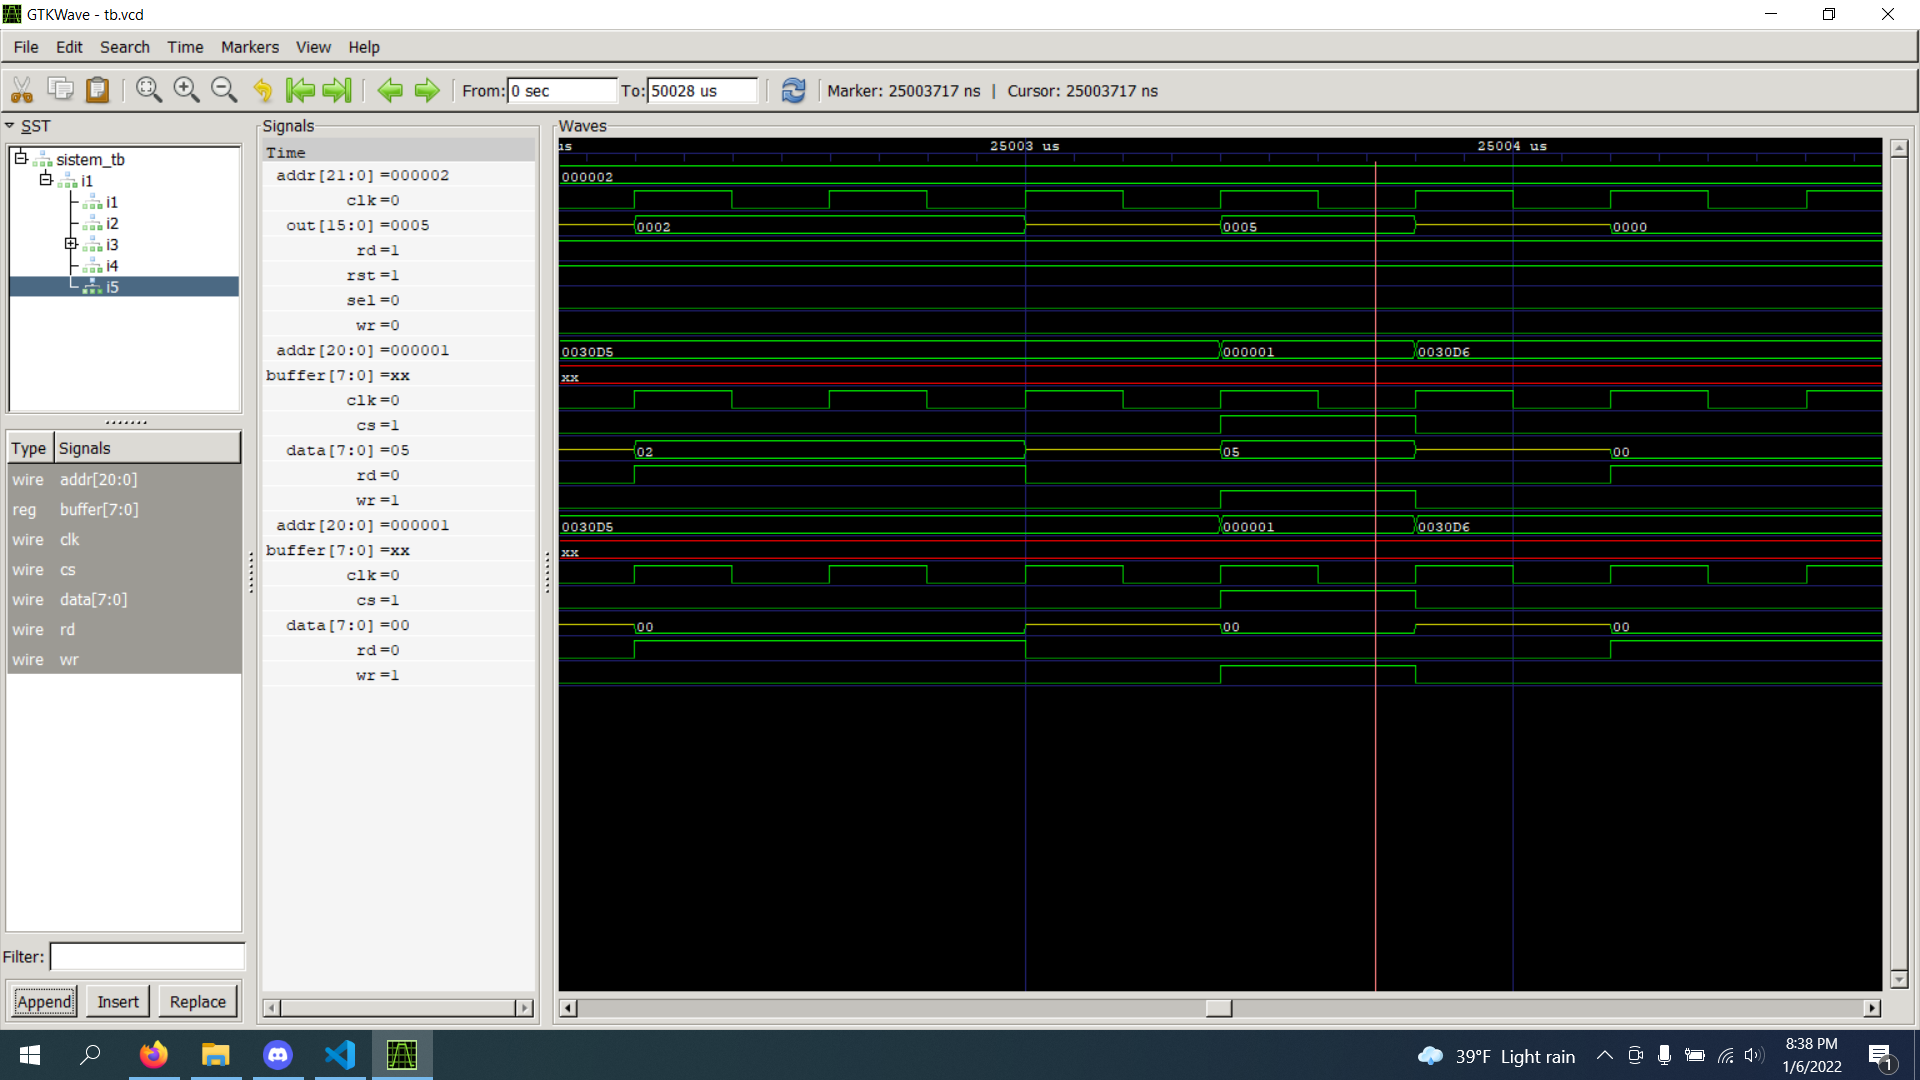 GTKWave - tb.vcd
File Edit Search Time Markers View Help
From: 0 sec To: 50028 us Marker: 25003717 ns | Cursor: 25003717 ns
SST
sistem_tb
i1
i1
i2
i3
i4
i5
Type Signals
wire addr[20:0]
reg buffer[7:0]
wire clk
wire cs
wire data[7:0]
wire rd
wire wr
Filter:
Append Insert Replace
Signals
Time
addr[21:0] =000002
clk =0
out[15:0] =0005
rd =1
rst =1
sel =0
wr =0
addr[20:0] =000001
buffer[7:0] =xx
clk =0
cs =1
data[7:0] =05
rd =0
wr =1
addr[20:0] =000001
buffer[7:0] =xx
clk =0
cs =1
data[7:0] =00
rd =0
wr =1
Waves
us 25003 us 25004 us
000002
0002 0005 0000
0030D5 000001 0030D6
xx
02 05 00
0030D5 000001 0030D6
xx
00 00 00
39°F Light rain
8:38 PM
1/6/2022
1